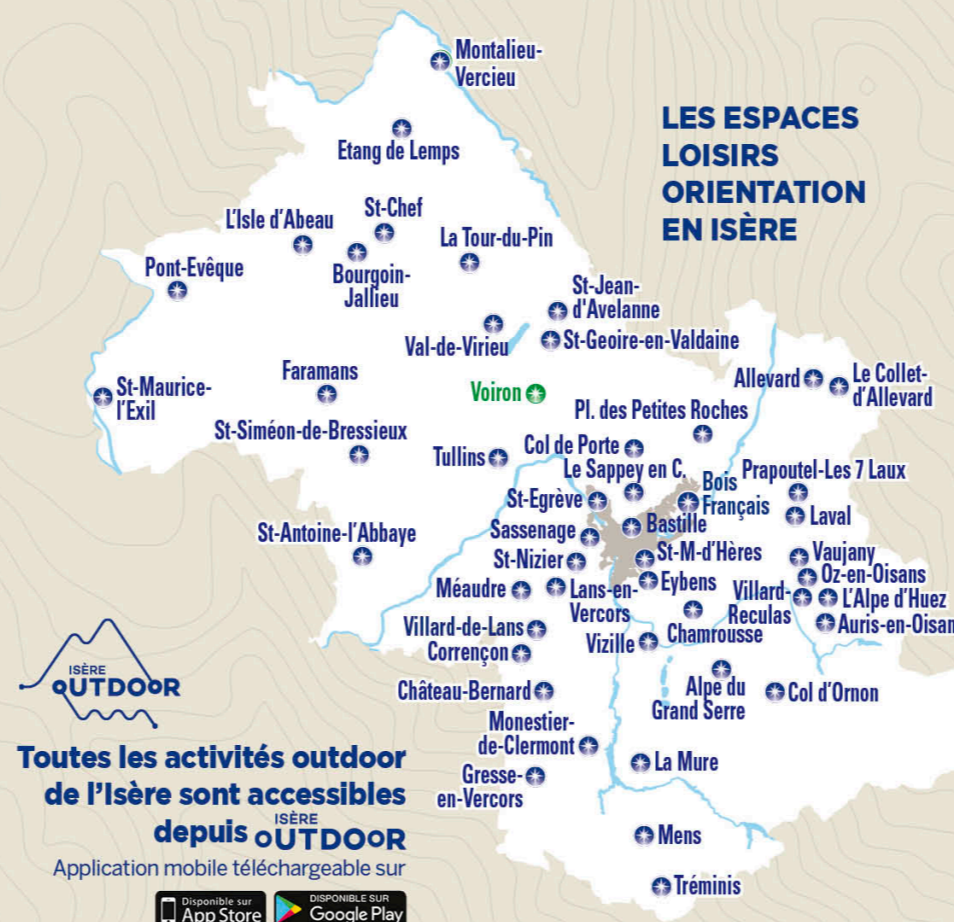 Montalieu-
Vercieu
LES ESPACES
LOISIRS
ORIENTATION
EN ISÈRE
Etang de Lemps
L'Isle d'Abeau
St-Chef
La Tour-du-Pin
Pont-Evêque
Bourgoin-
Jallieu
St-Jean-
d'Avelanne
Val-de-Virieu
St-Geoire-en-Valdaine
Allevard
Le Collet-
d'Allevard
St-Maurice-
l'Exil
Faramans
Voiron
Pl. des Petites Roches
St-Siméon-de-Bressieux
Tullins
Col de Porte
Le Sappey en C.
Bois
Français
Prapoutel-Les 7 Laux
St-Egrève
Laval
Sassenage
Bastille
St-Antoine-l'Abbaye
St-Nizier
St-M-d'Hères
Vaujany
Méaudre
Lans-en-
Vercors
Eybens
Oz-en-Oisans
Villard-
Reculas
L'Alpe d'Huez
Villard-de-Lans
Chamrousse
Auris-en-Oisan
Corrençon
Vizille
Château-Bernard
Alpe du
Grand Serre
Col d'Ornon
Monestier-
de-Clermont
La Mure
Gresse-
en-Vercors
Mens
Tréminis
ISÈRE
OUTDOOR
Toutes les activités outdoor
de l'Isère sont accessibles
depuis ISÈRE OUTDOOR
Application mobile téléchargeable sur
Disponible sur
App Store
DISPONIBLE SUR
Google Play